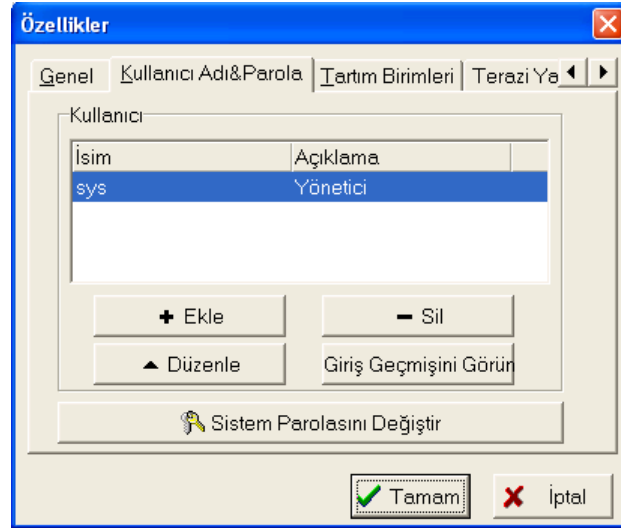 Özellikler
Genel Kullanıcı Adı&Parola Tartım Birimleri Terazi Ya
Kullanıcı
İsim Açıklama
sys Yönetici
+ Ekle − Sil
Düzenle Giriş Geçmişini Görün
Sistem Parolasını Değiştir
Tamam İptal